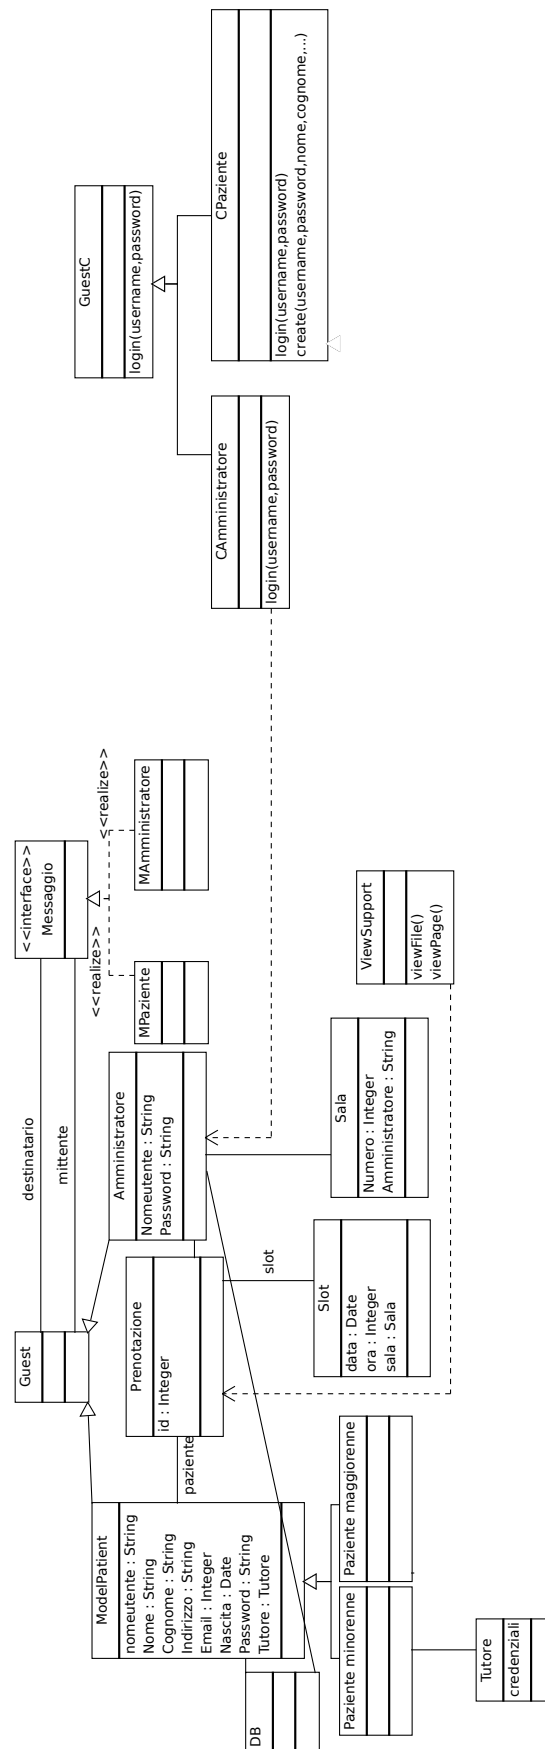 GuestC
login(username,password)
CPaziente
login(username,password)
create(username,password,nome,cognome,...)
CAmministratore
login(username,password)
<<interface>>
Messaggio
<<realize>>
<<realize>>
MAmministratore
MPaziente
destinatario
mittente
Guest
Amministratore
Nomeutente : String
Password : String
ViewSupport
viewFile()
viewPage()
Sala
Numero : Integer
Amministratore : String
Prenotazione
id : Integer
slot
Slot
data : Date
ora : Integer
sala : Sala
paziente
ModelPatient
nomeutente : String
Nome : String
Cognome : String
Indirizzo : String
Email : Integer
Nascita : Date
Password : String
Tutore : Tutore
Paziente maggiorenne
Paziente minorenne
Tutore
credenziali
DB